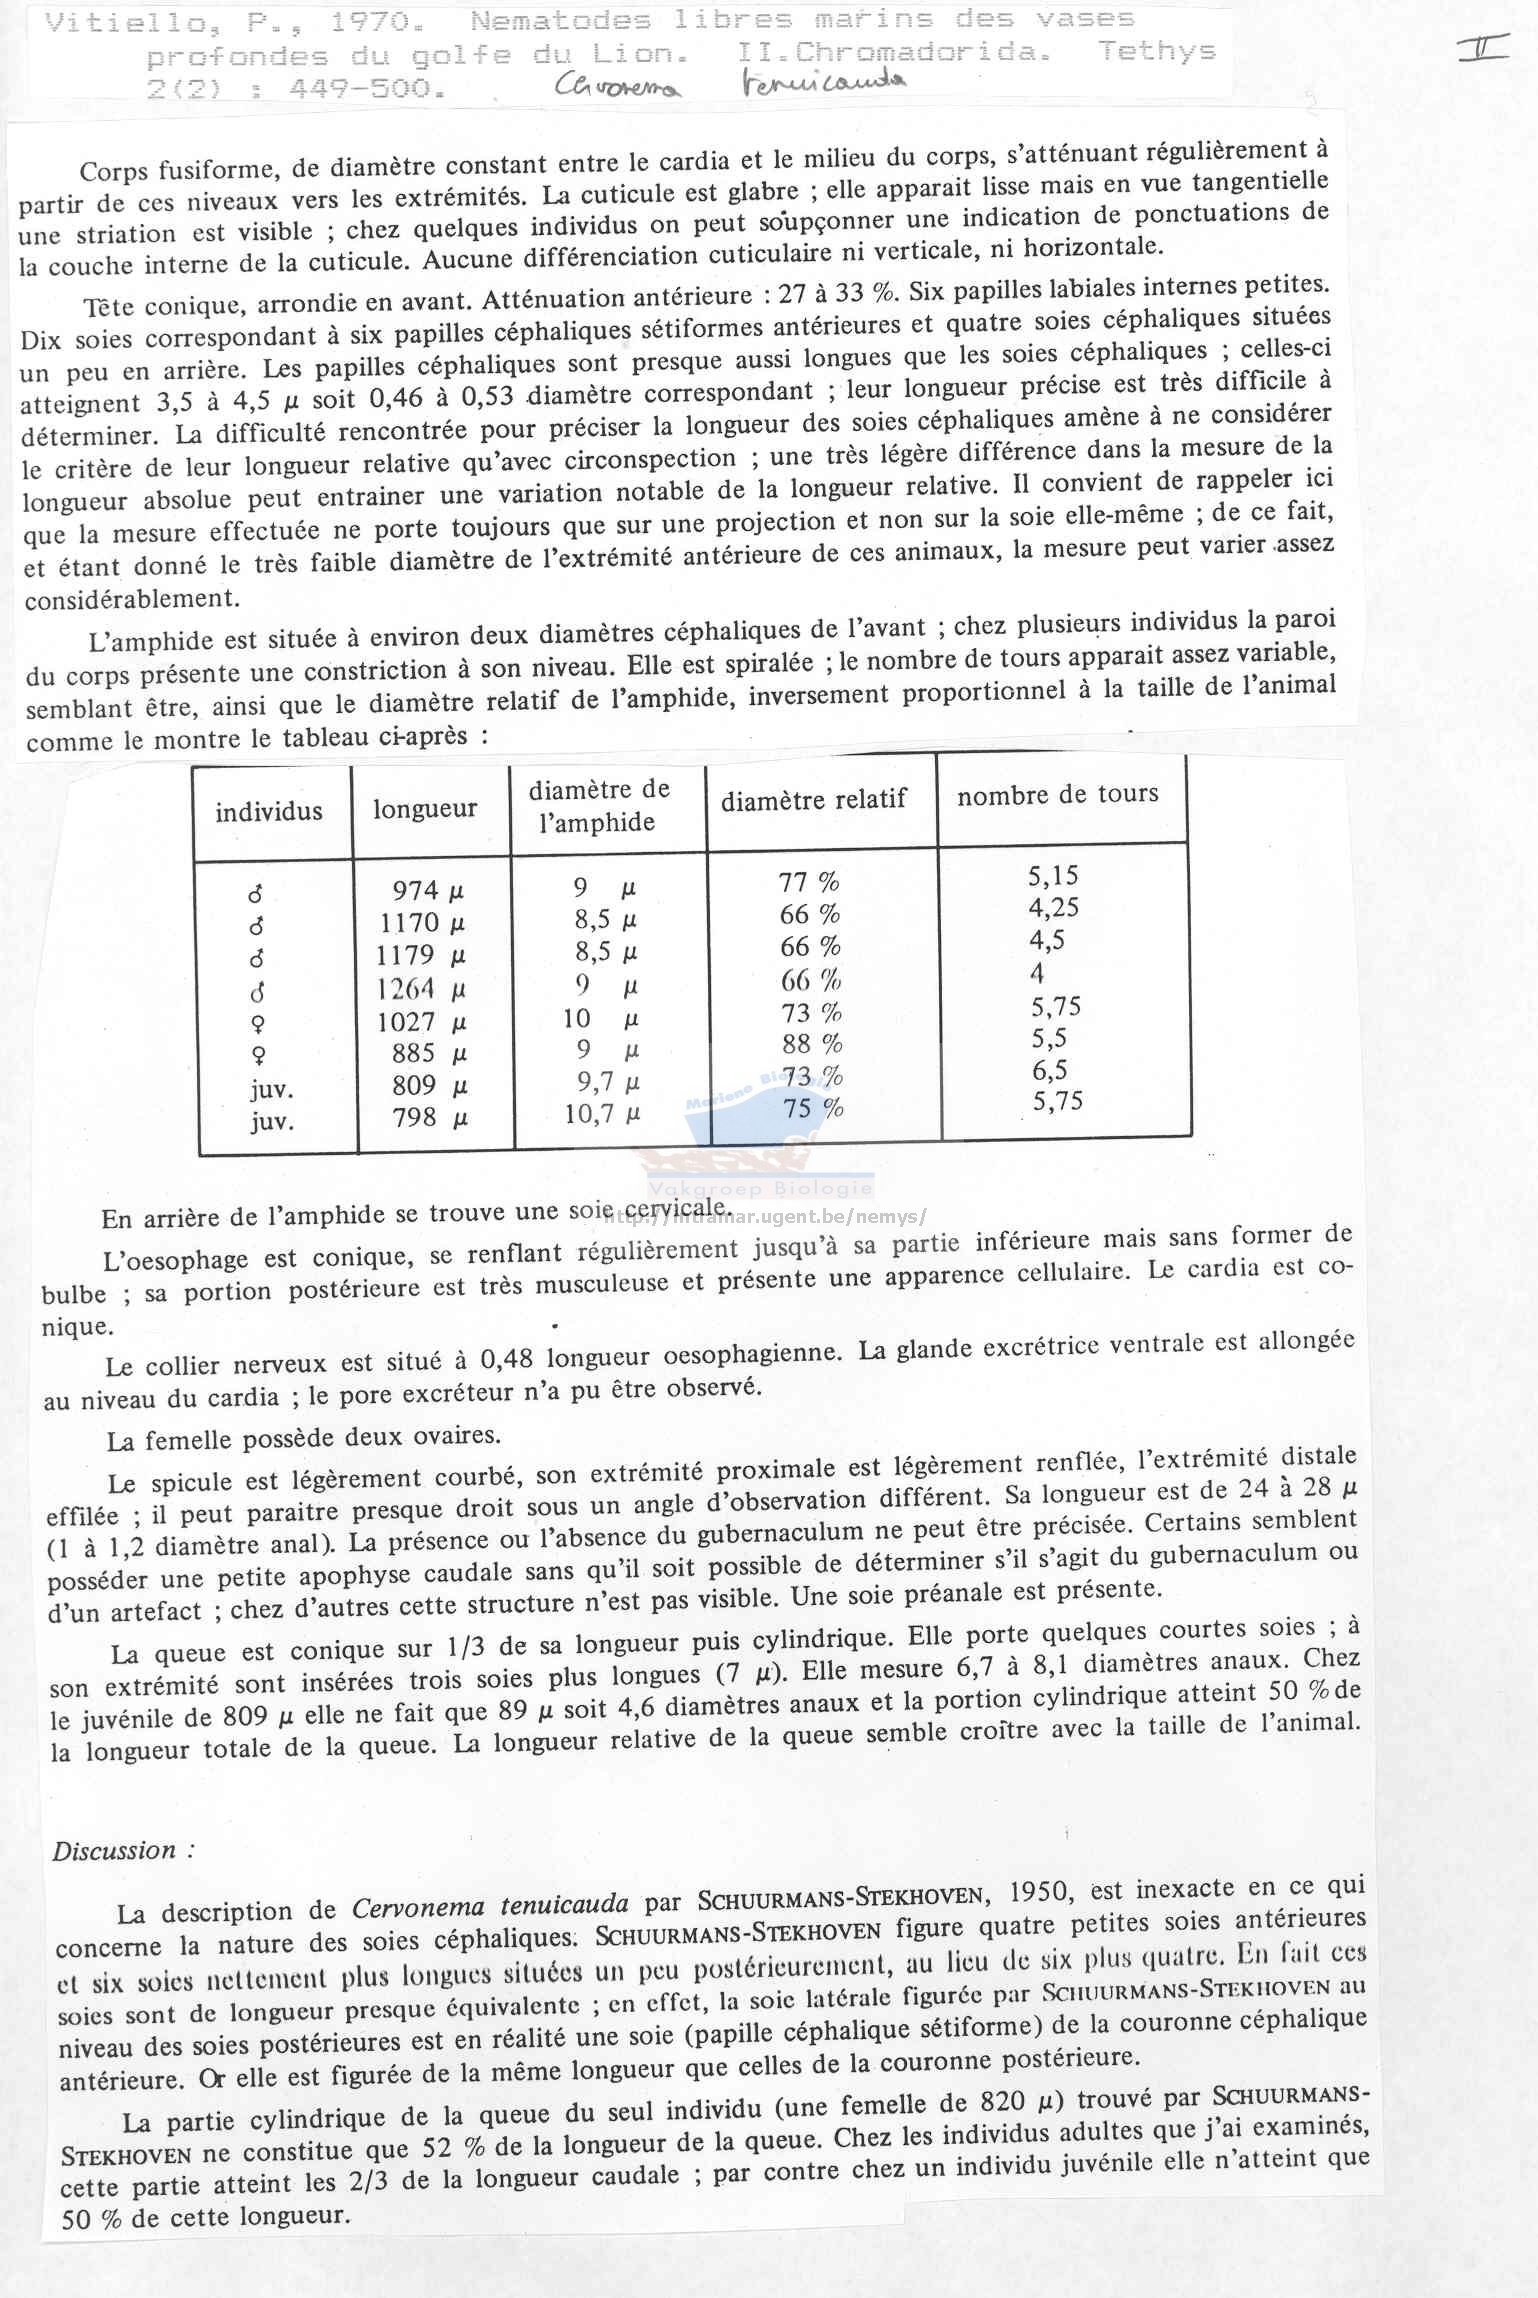 Vitiello, P., 1970. Nematodes libres marins des vases
profondes du golfe du Lion. II.Chromadorida. Tethys
2(2) : 449-500. Cervonema tenuicauda
II
Corps fusiforme, de diamètre constant entre le cardia et le milieu du corps, s'atténuant régulièrement à
partir de ces niveaux vers les extrémités. La cuticule est glabre ; elle apparait lisse mais en vue tangentielle
une striation est visible ; chez quelques individus on peut soupçonner une indication de ponctuations de
la couche interne de la cuticule. Aucune différenciation cuticulaire ni verticale, ni horizontale.
Tête conique, arrondie en avant. Atténuation antérieure : 27 à 33 %. Six papilles labiales internes petites.
Dix soies correspondant à six papilles céphaliques sétiformes antérieures et quatre soies céphaliques situées
un peu en arrière. Les papilles céphaliques sont presque aussi longues que les soies céphaliques ; celles-ci
atteignent 3,5 à 4,5 µ soit 0,46 à 0,53 diamètre correspondant ; leur longueur précise est très difficile à
déterminer. La difficulté rencontrée pour préciser la longueur des soies céphaliques amène à ne considérer
le critère de leur longueur relative qu'avec circonspection ; une très légère différence dans la mesure de la
longueur absolue peut entrainer une variation notable de la longueur relative. Il convient de rappeler ici
que la mesure effectuée ne porte toujours que sur une projection et non sur la soie elle-même ; de ce fait,
et étant donné le très faible diamètre de l'extrémité antérieure de ces animaux, la mesure peut varier assez
considérablement.
L'amphide est située à environ deux diamètres céphaliques de l'avant ; chez plusieurs individus la paroi
du corps présente une constriction à son niveau. Elle est spiralée ; le nombre de tours apparait assez variable,
semblant être, ainsi que le diamètre relatif de l'amphide, inversement proportionnel à la taille de l'animal
comme le montre le tableau ci-après :
individus longueur diamètre de l'amphide diamètre relatif nombre de tours
♂ 974 µ 9 µ 77 % 5,15
♂ 1170 µ 8,5 µ 66 % 4,25
♂ 1179 µ 8,5 µ 66 % 4,5
♂ 1264 µ 9 µ 66 % 4
♀ 1027 µ 10 µ 73 % 5,75
♀ 885 µ 9 µ 88 % 5,5
juv. 809 µ 9,7 µ 73 % 6,5
juv. 798 µ 10,7 µ 75 % 5,75
Mariene Biologie
Vakgroep Biologie
http://intramar.ugent.be/nemys/
En arrière de l'amphide se trouve une soie cervicale.
L'oesophage est conique, se renflant régulièrement jusqu'à sa partie inférieure mais sans former de
bulbe ; sa portion postérieure est très musculeuse et présente une apparence cellulaire. Le cardia est co-
nique.
Le collier nerveux est situé à 0,48 longueur oesophagienne. La glande excrétrice ventrale est allongée
au niveau du cardia ; le pore excréteur n'a pu être observé.
La femelle possède deux ovaires.
Le spicule est légèrement courbé, son extrémité proximale est légèrement renflée, l'extrémité distale
effilée ; il peut paraitre presque droit sous un angle d'observation différent. Sa longueur est de 24 à 28 µ
(1 à 1,2 diamètre anal). La présence ou l'absence du gubernaculum ne peut être précisée. Certains semblent
posséder une petite apophyse caudale sans qu'il soit possible de déterminer s'il s'agit du gubernaculum ou
d'un artefact ; chez d'autres cette structure n'est pas visible. Une soie préanale est présente.
La queue est conique sur 1/3 de sa longueur puis cylindrique. Elle porte quelques courtes soies ; à
son extrémité sont insérées trois soies plus longues (7 µ). Elle mesure 6,7 à 8,1 diamètres anaux. Chez
le juvénile de 809 µ elle ne fait que 89 µ soit 4,6 diamètres anaux et la portion cylindrique atteint 50 % de
la longueur totale de la queue. La longueur relative de la queue semble croître avec la taille de l'animal.
Discussion :
La description de Cervonema tenuicauda par SCHUURMANS-STEKHOVEN, 1950, est inexacte en ce qui
concerne la nature des soies céphaliques. SCHUURMANS-STEKHOVEN figure quatre petites soies antérieures
et six soies nettement plus longues situées un peu postérieurement, au lieu de six plus quatre. En fait ces
soies sont de longueur presque équivalente ; en effet, la soie latérale figurée par SCHUURMANS-STEKHOVEN au
niveau des soies postérieures est en réalité une soie (papille céphalique sétiforme) de la couronne céphalique
antérieure. Or elle est figurée de la même longueur que celles de la couronne postérieure.
La partie cylindrique de la queue du seul individu (une femelle de 820 µ) trouvé par SCHUURMANS-
STEKHOVEN ne constitue que 52 % de la longueur de la queue. Chez les individus adultes que j'ai examinés,
cette partie atteint les 2/3 de la longueur caudale ; par contre chez un individu juvénile elle n'atteint que
50 % de cette longueur.